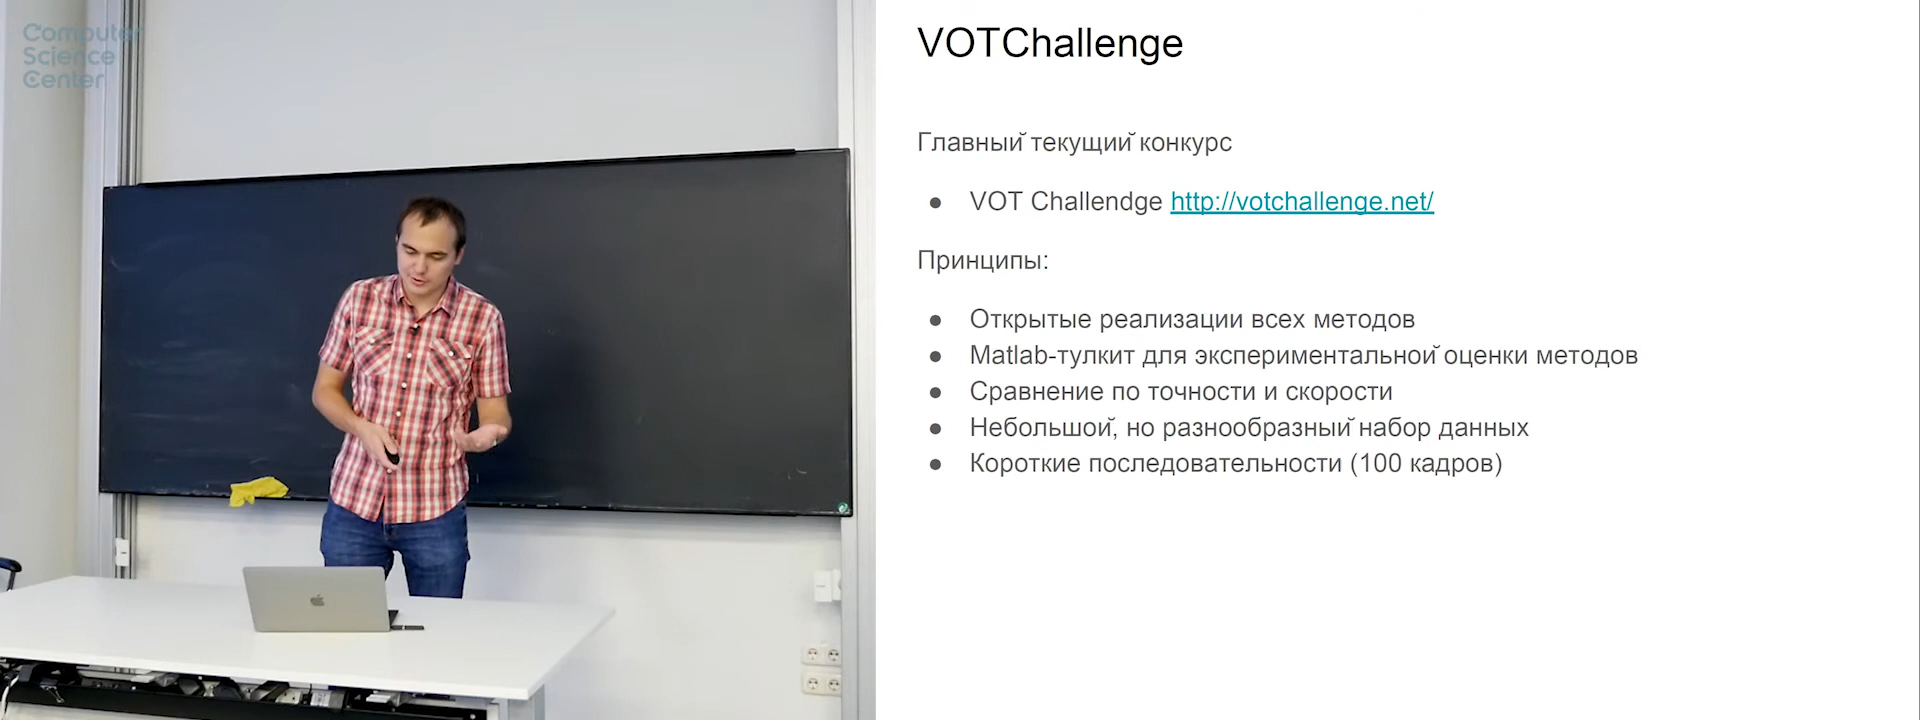 Computer
Science
Center
VOTChallenge
Главный текущий конкурс
● VOT Challendge http://votchallenge.net/
Принципы:
● Открытые реализации всех методов
● Matlab-тулкит для экспериментальной оценки методов
● Сравнение по точности и скорости
● Небольшой, но разнообразный набор данных
● Короткие последовательности (100 кадров)